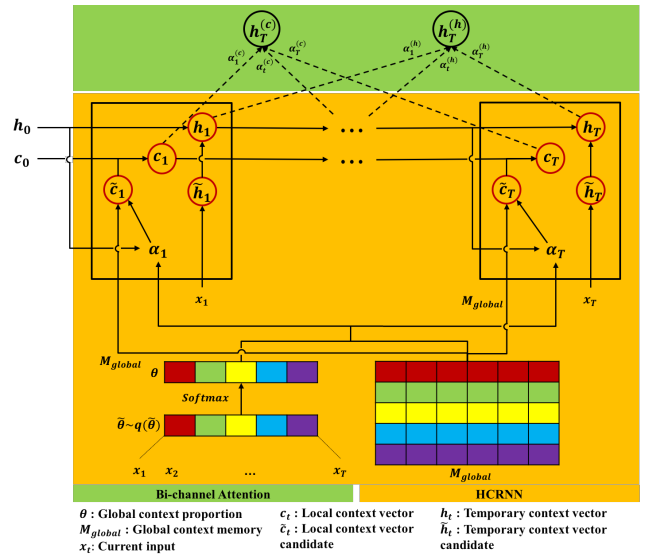 h_T^(c) h_T^(h)
α_1^(c) α_t^(c) α_T^(c) α_1^(h) α_t^(h) α_T^(h)
h_0 h_1 ... h_T
c_0 c_1 ... c_T
c̃_1 h̃_1 c̃_T h̃_T
α_1 α_T
x_1 M_global x_T
M_global
θ
Softmax
θ̃~q(θ̃)
x_1 x_2 ... x_T
M_global
Bi-channel Attention HCRNN
θ : Global context proportion
M_global : Global context memory
x_t: Current input
c_t : Local context vector
c̃_t : Local context vector
candidate
h_t : Temporary context vector
h̃_t : Temporary context vector
candidate